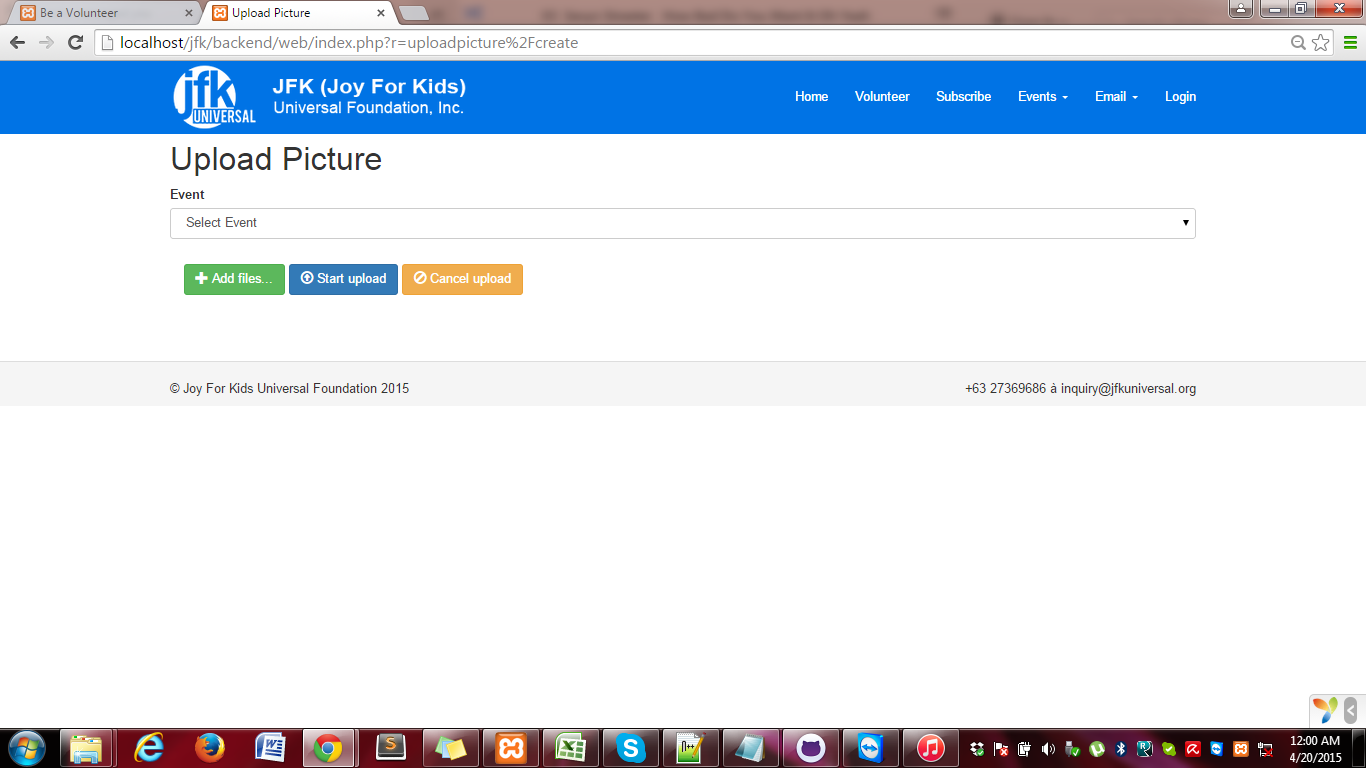 Be a Volunteer
Upload Picture
localhost/jfk/backend/web/index.php?r=uploadpicture%2Fcreate
jfk
UNIVERSAL
JFK (Joy For Kids)
Universal Foundation, Inc.
Home Volunteer Subscribe Events Email Login
Upload Picture
Event
Select Event
Add files... Start upload Cancel upload
© Joy For Kids Universal Foundation 2015
+63 27369686 à inquiry@jfkuniversal.org
12:00 AM
4/20/2015